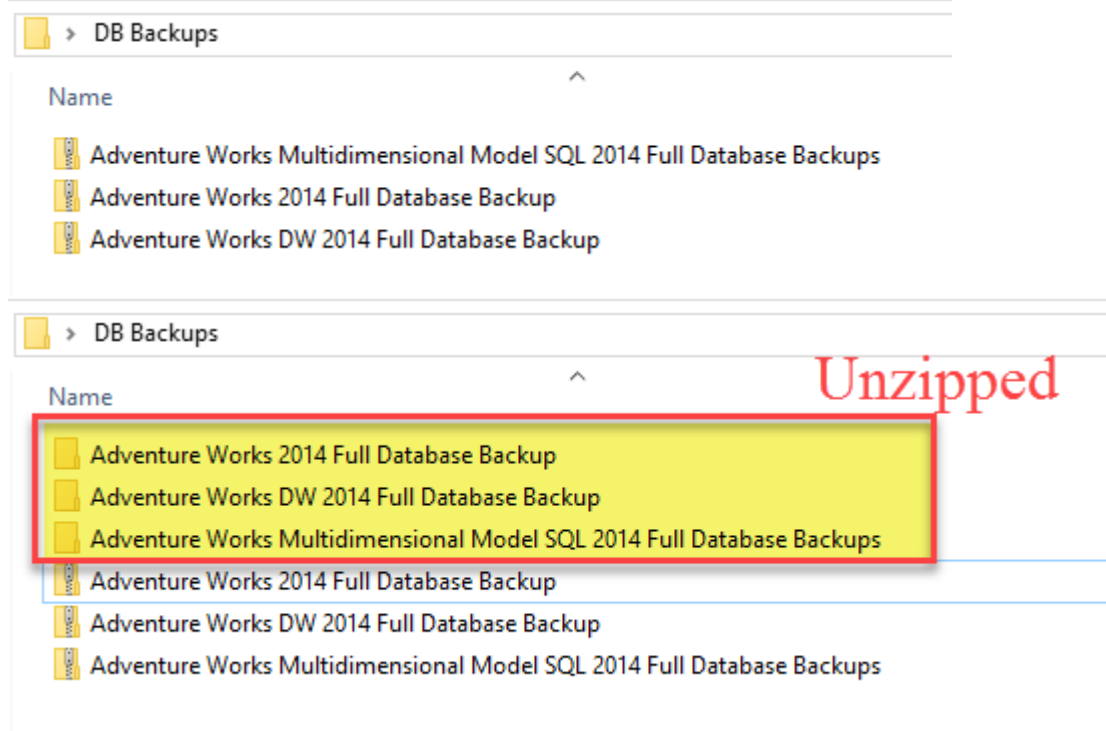 > DB Backups
Name
Adventure Works Multidimensional Model SQL 2014 Full Database Backups
Adventure Works 2014 Full Database Backup
Adventure Works DW 2014 Full Database Backup
> DB Backups
Unzipped
Name
Adventure Works 2014 Full Database Backup
Adventure Works DW 2014 Full Database Backup
Adventure Works Multidimensional Model SQL 2014 Full Database Backups
Adventure Works 2014 Full Database Backup
Adventure Works DW 2014 Full Database Backup
Adventure Works Multidimensional Model SQL 2014 Full Database Backups